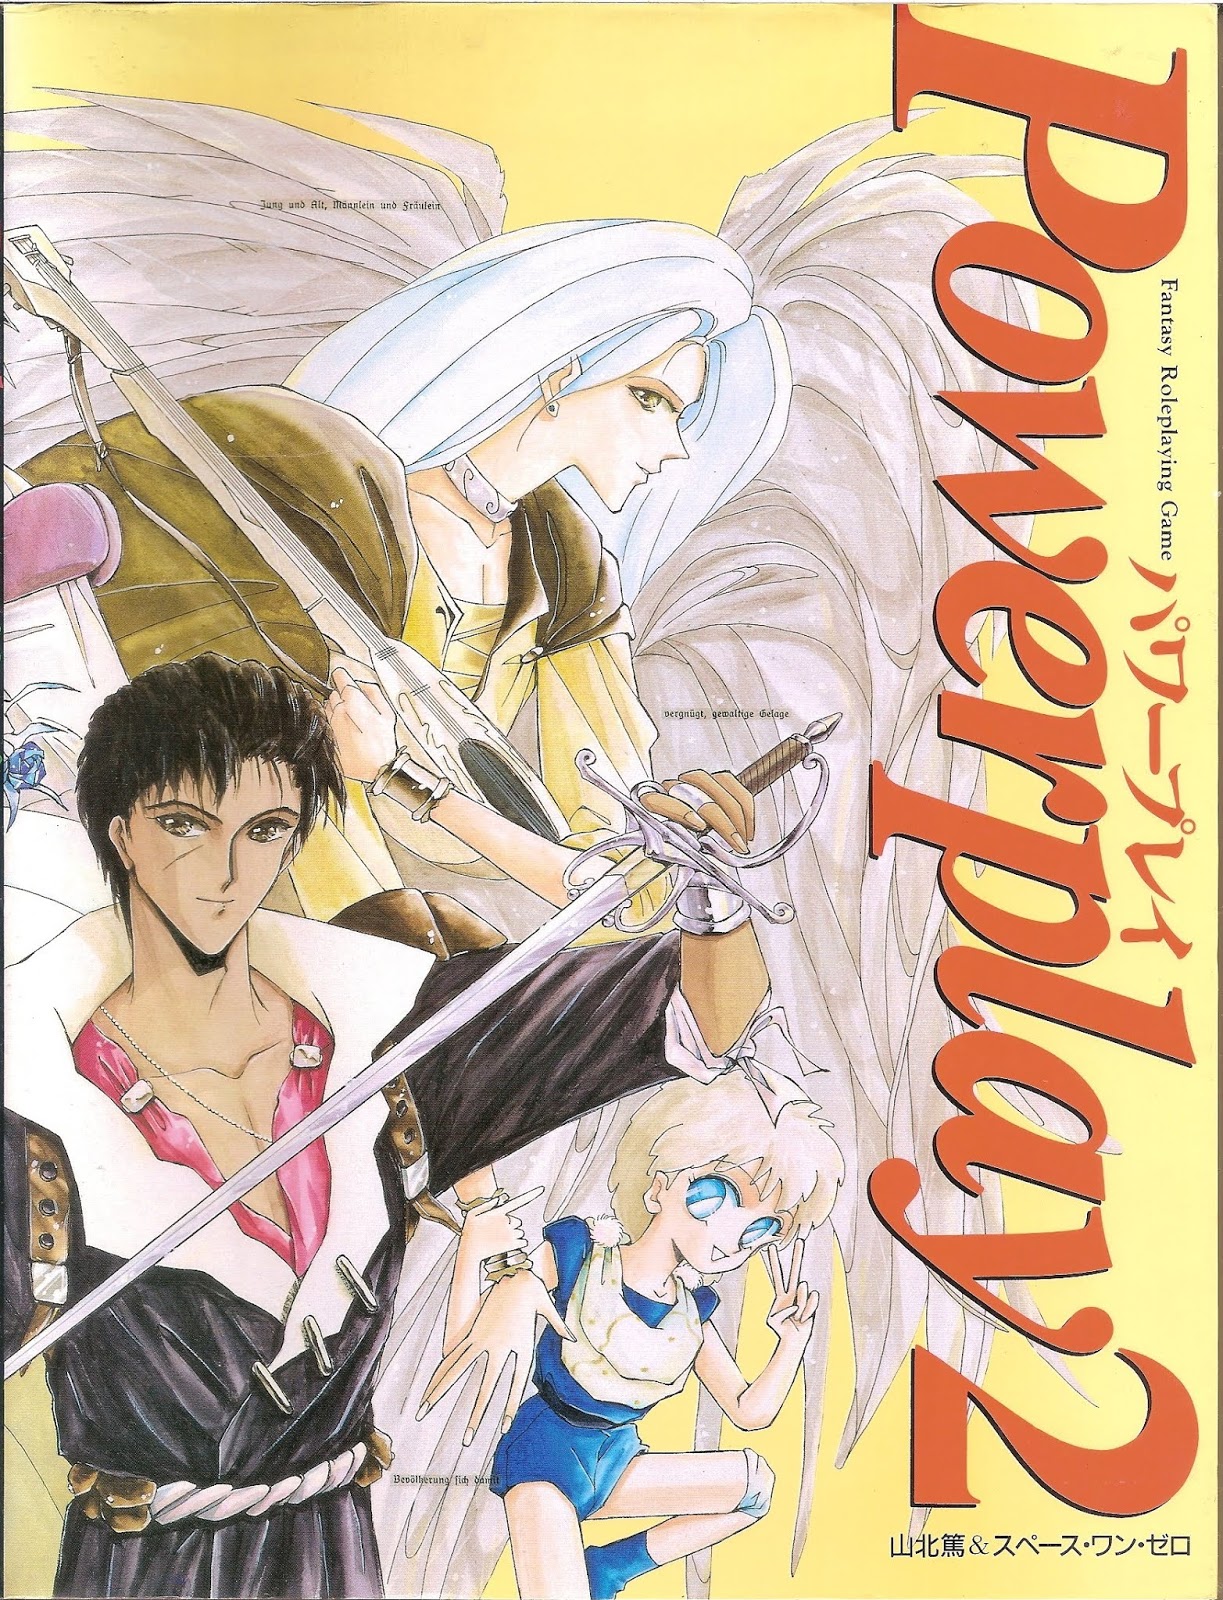 Powerplay2
Fantasy Roleplaying Game
パワープレイ
Jung und Alt, Männlein und Fräulein
vergnügt, gewaltige Gelage
Bevölkerung sich damit
山北篤&スペース・ワン・ゼロ